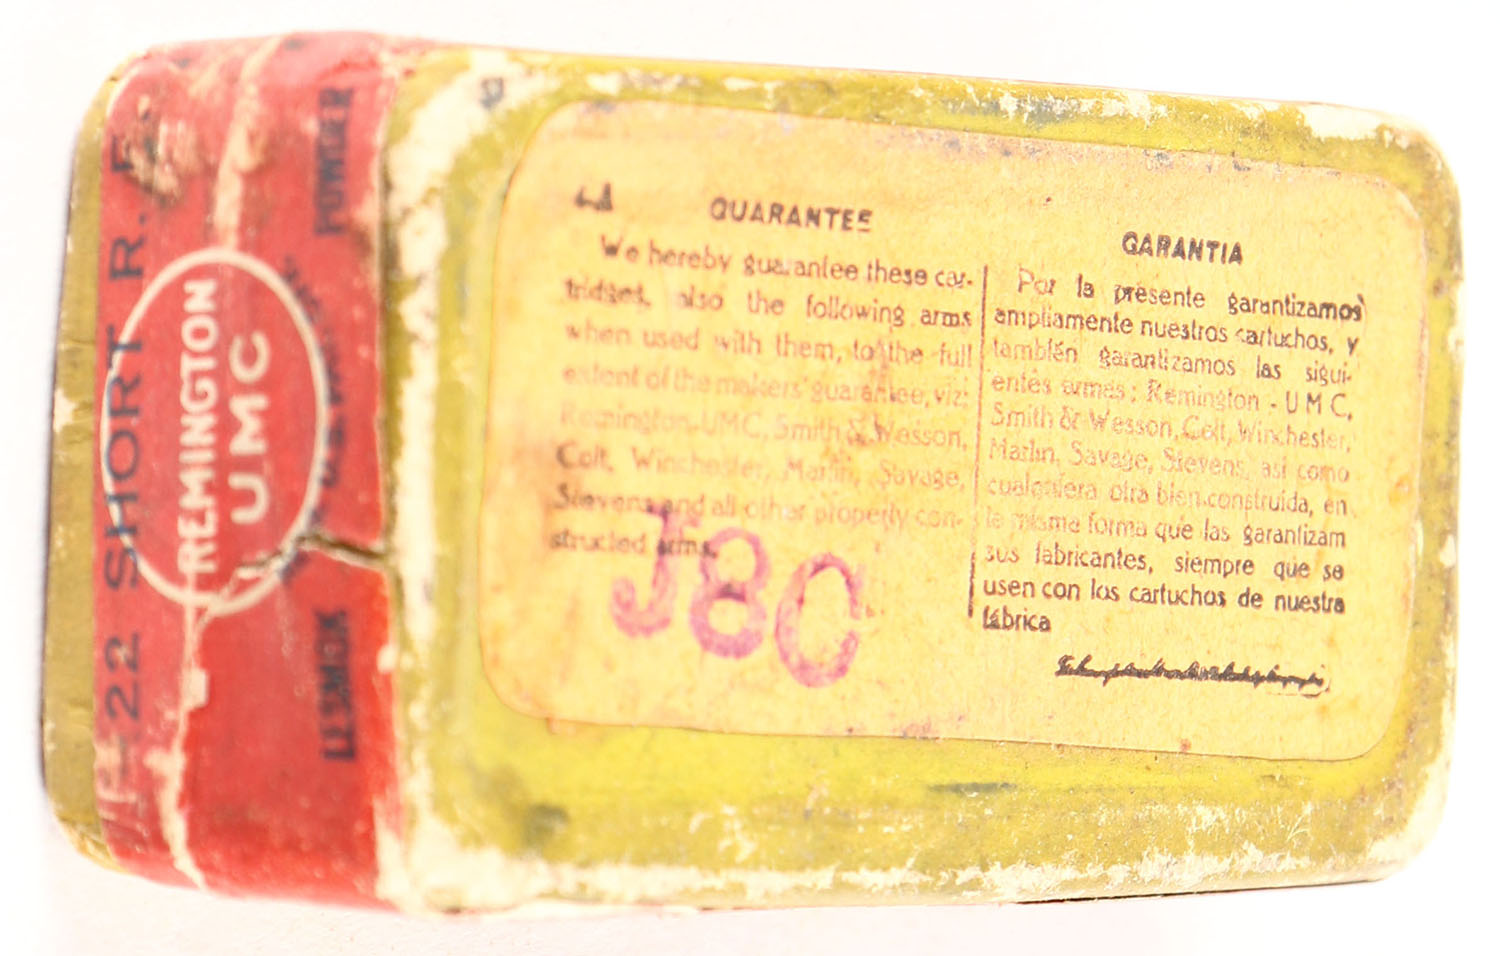 .22 SHORT R. F.
REMINGTON
UMC
LESMOK
POWDER
GUARANTEE
We hereby guarantee these car-
tridges, also the following arms
when used with them, to the full
extent of the makers' guarantee, viz:
Remington-UMC, Smith & Wesson,
Colt, Winchester, Marlin, Savage,
Stevens and all other properly con-
structed arms.
J8C
GARANTIA
Por la presente garantizamos
ampliamente nuestros cartuchos, y
también garantizamos las sigui-
entes armas: Remington - UMC,
Smith & Wesson, Colt, Winchester,
Marlin, Savage, Stevens, asi como
cualquiera otra bien construida, en
la misma forma que las garantizam
sus fabricantes, siempre que se
usen con los cartuchos de nuestra
fábrica